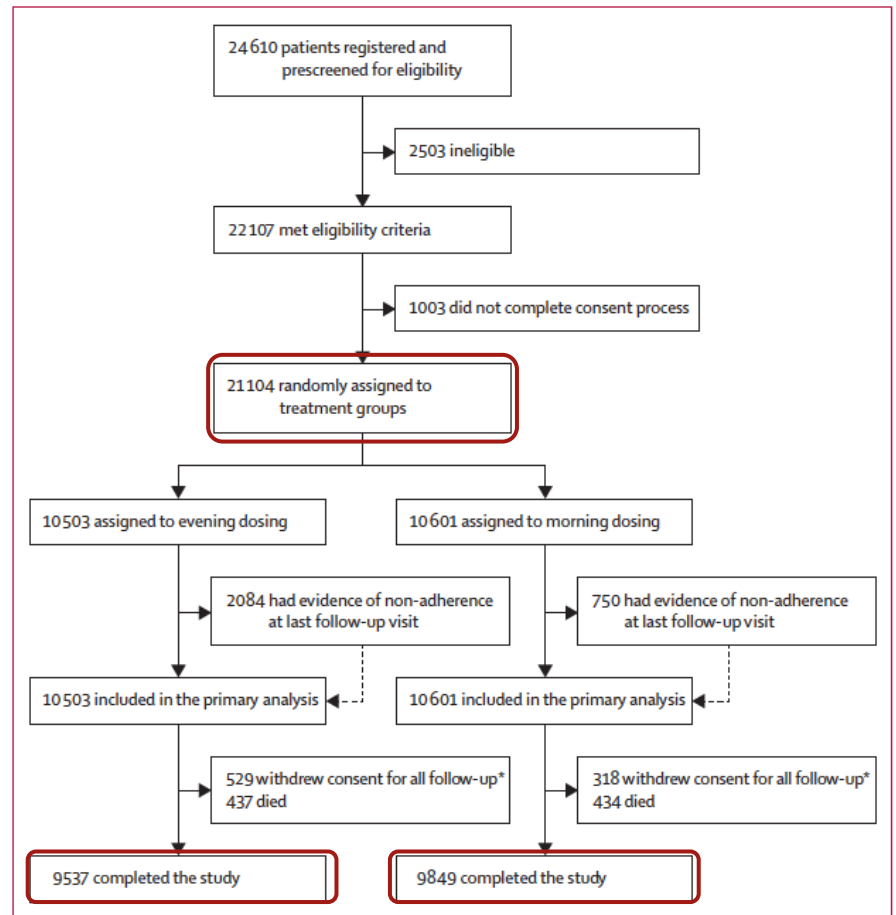 24 610 patients registered and
prescreened for eligibility
2503 ineligible
22 107 met eligibility criteria
1003 did not complete consent process
21 104 randomly assigned to
treatment groups
10 503 assigned to evening dosing
10 601 assigned to morning dosing
2084 had evidence of non-adherence
at last follow-up visit
750 had evidence of non-adherence
at last follow-up visit
10 503 included in the primary analysis
10 601 included in the primary analysis
529 withdrew consent for all follow-up*
437 died
318 withdrew consent for all follow-up*
434 died
9537 completed the study
9849 completed the study